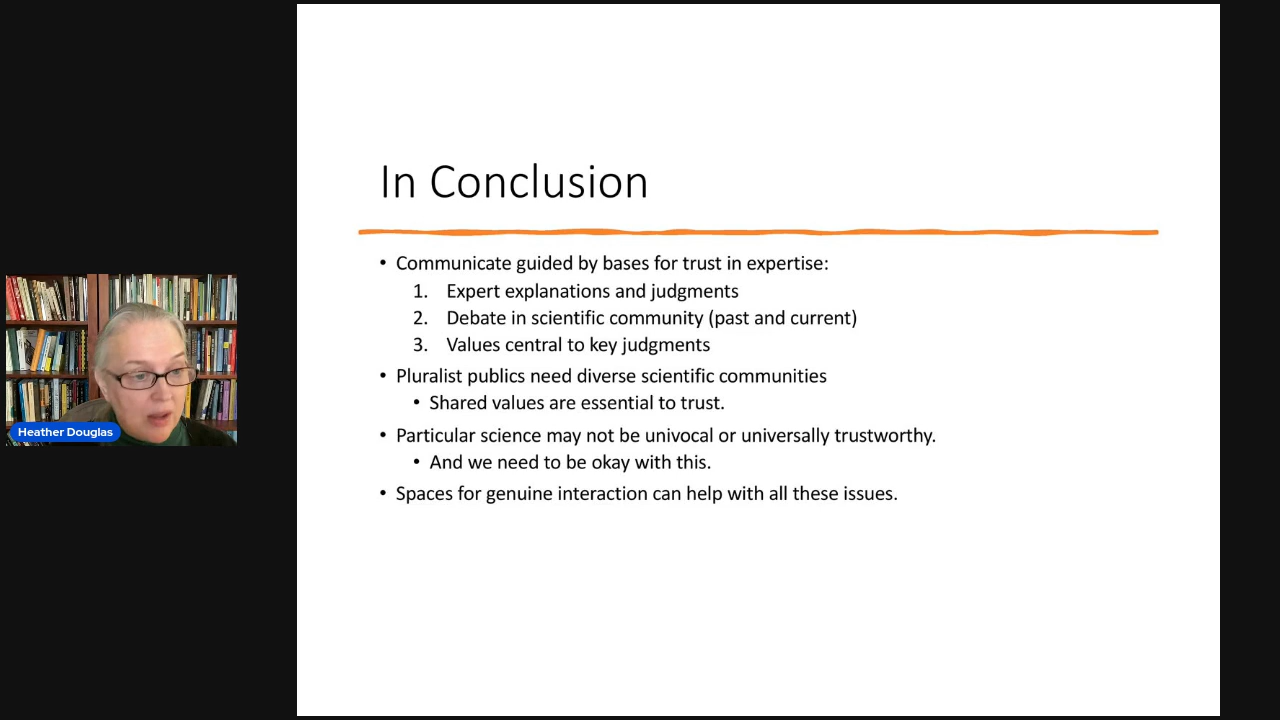 In Conclusion
• Communicate guided by bases for trust in expertise:
1. Expert explanations and judgments
2. Debate in scientific community (past and current)
3. Values central to key judgments
• Pluralist publics need diverse scientific communities
• Shared values are essential to trust.
• Particular science may not be univocal or universally trustworthy.
• And we need to be okay with this.
• Spaces for genuine interaction can help with all these issues.
Heather Douglas